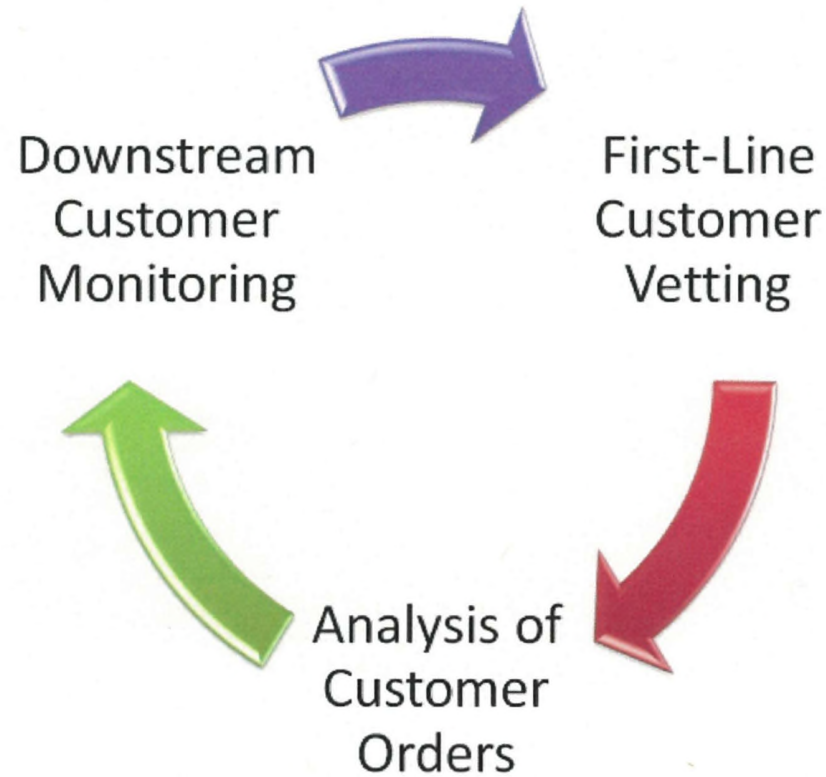 Downstream
Customer
Monitoring
First-Line
Customer
Vetting
Analysis of
Customer
Orders